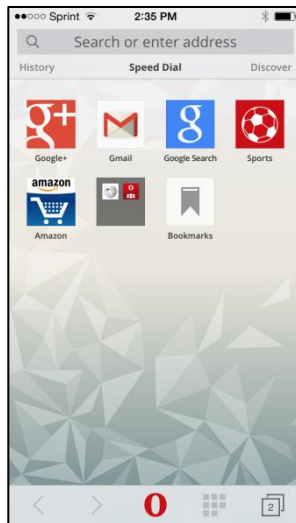 Sprint 2:35 PM
Search or enter address
History Speed Dial Discover
g+ M 8 
Google+ Gmail Google Search Sports
amazon
Amazon Bookmarks
O 2